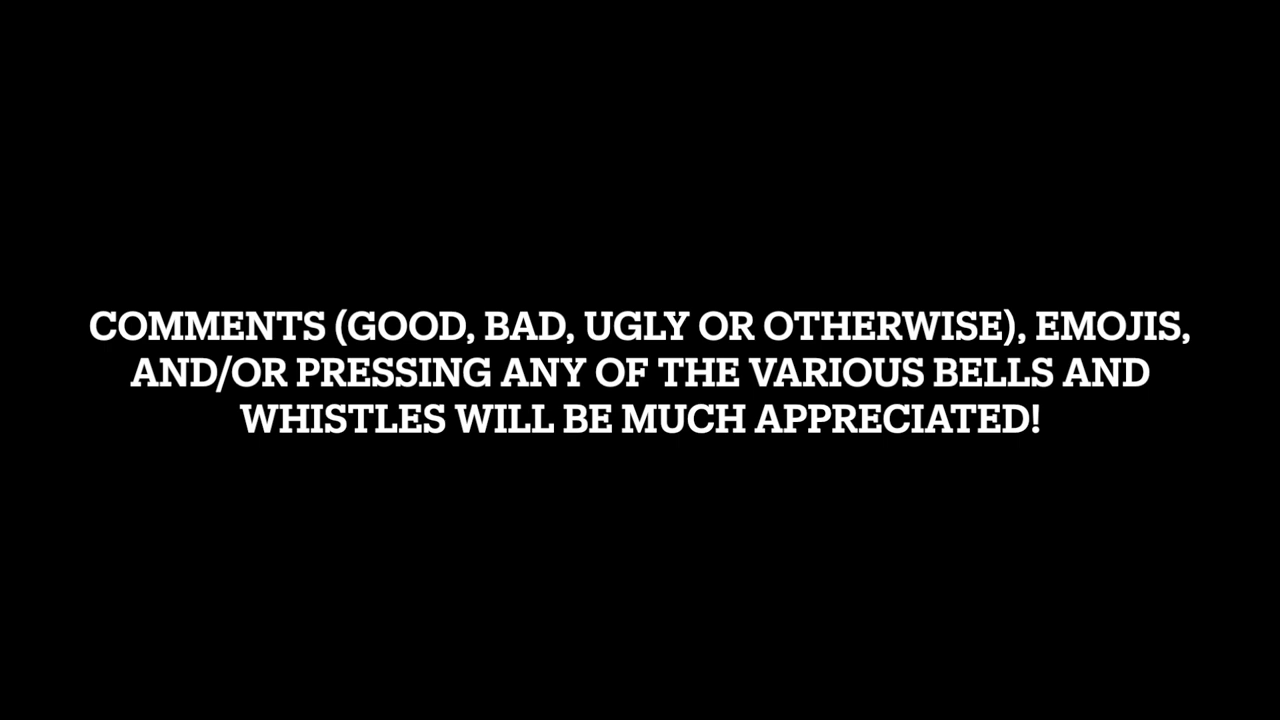 COMMENTS (GOOD, BAD, UGLY OR OTHERWISE), EMOJIS,
AND/OR PRESSING ANY OF THE VARIOUS BELLS AND
WHISTLES WILL BE MUCH APPRECIATED!